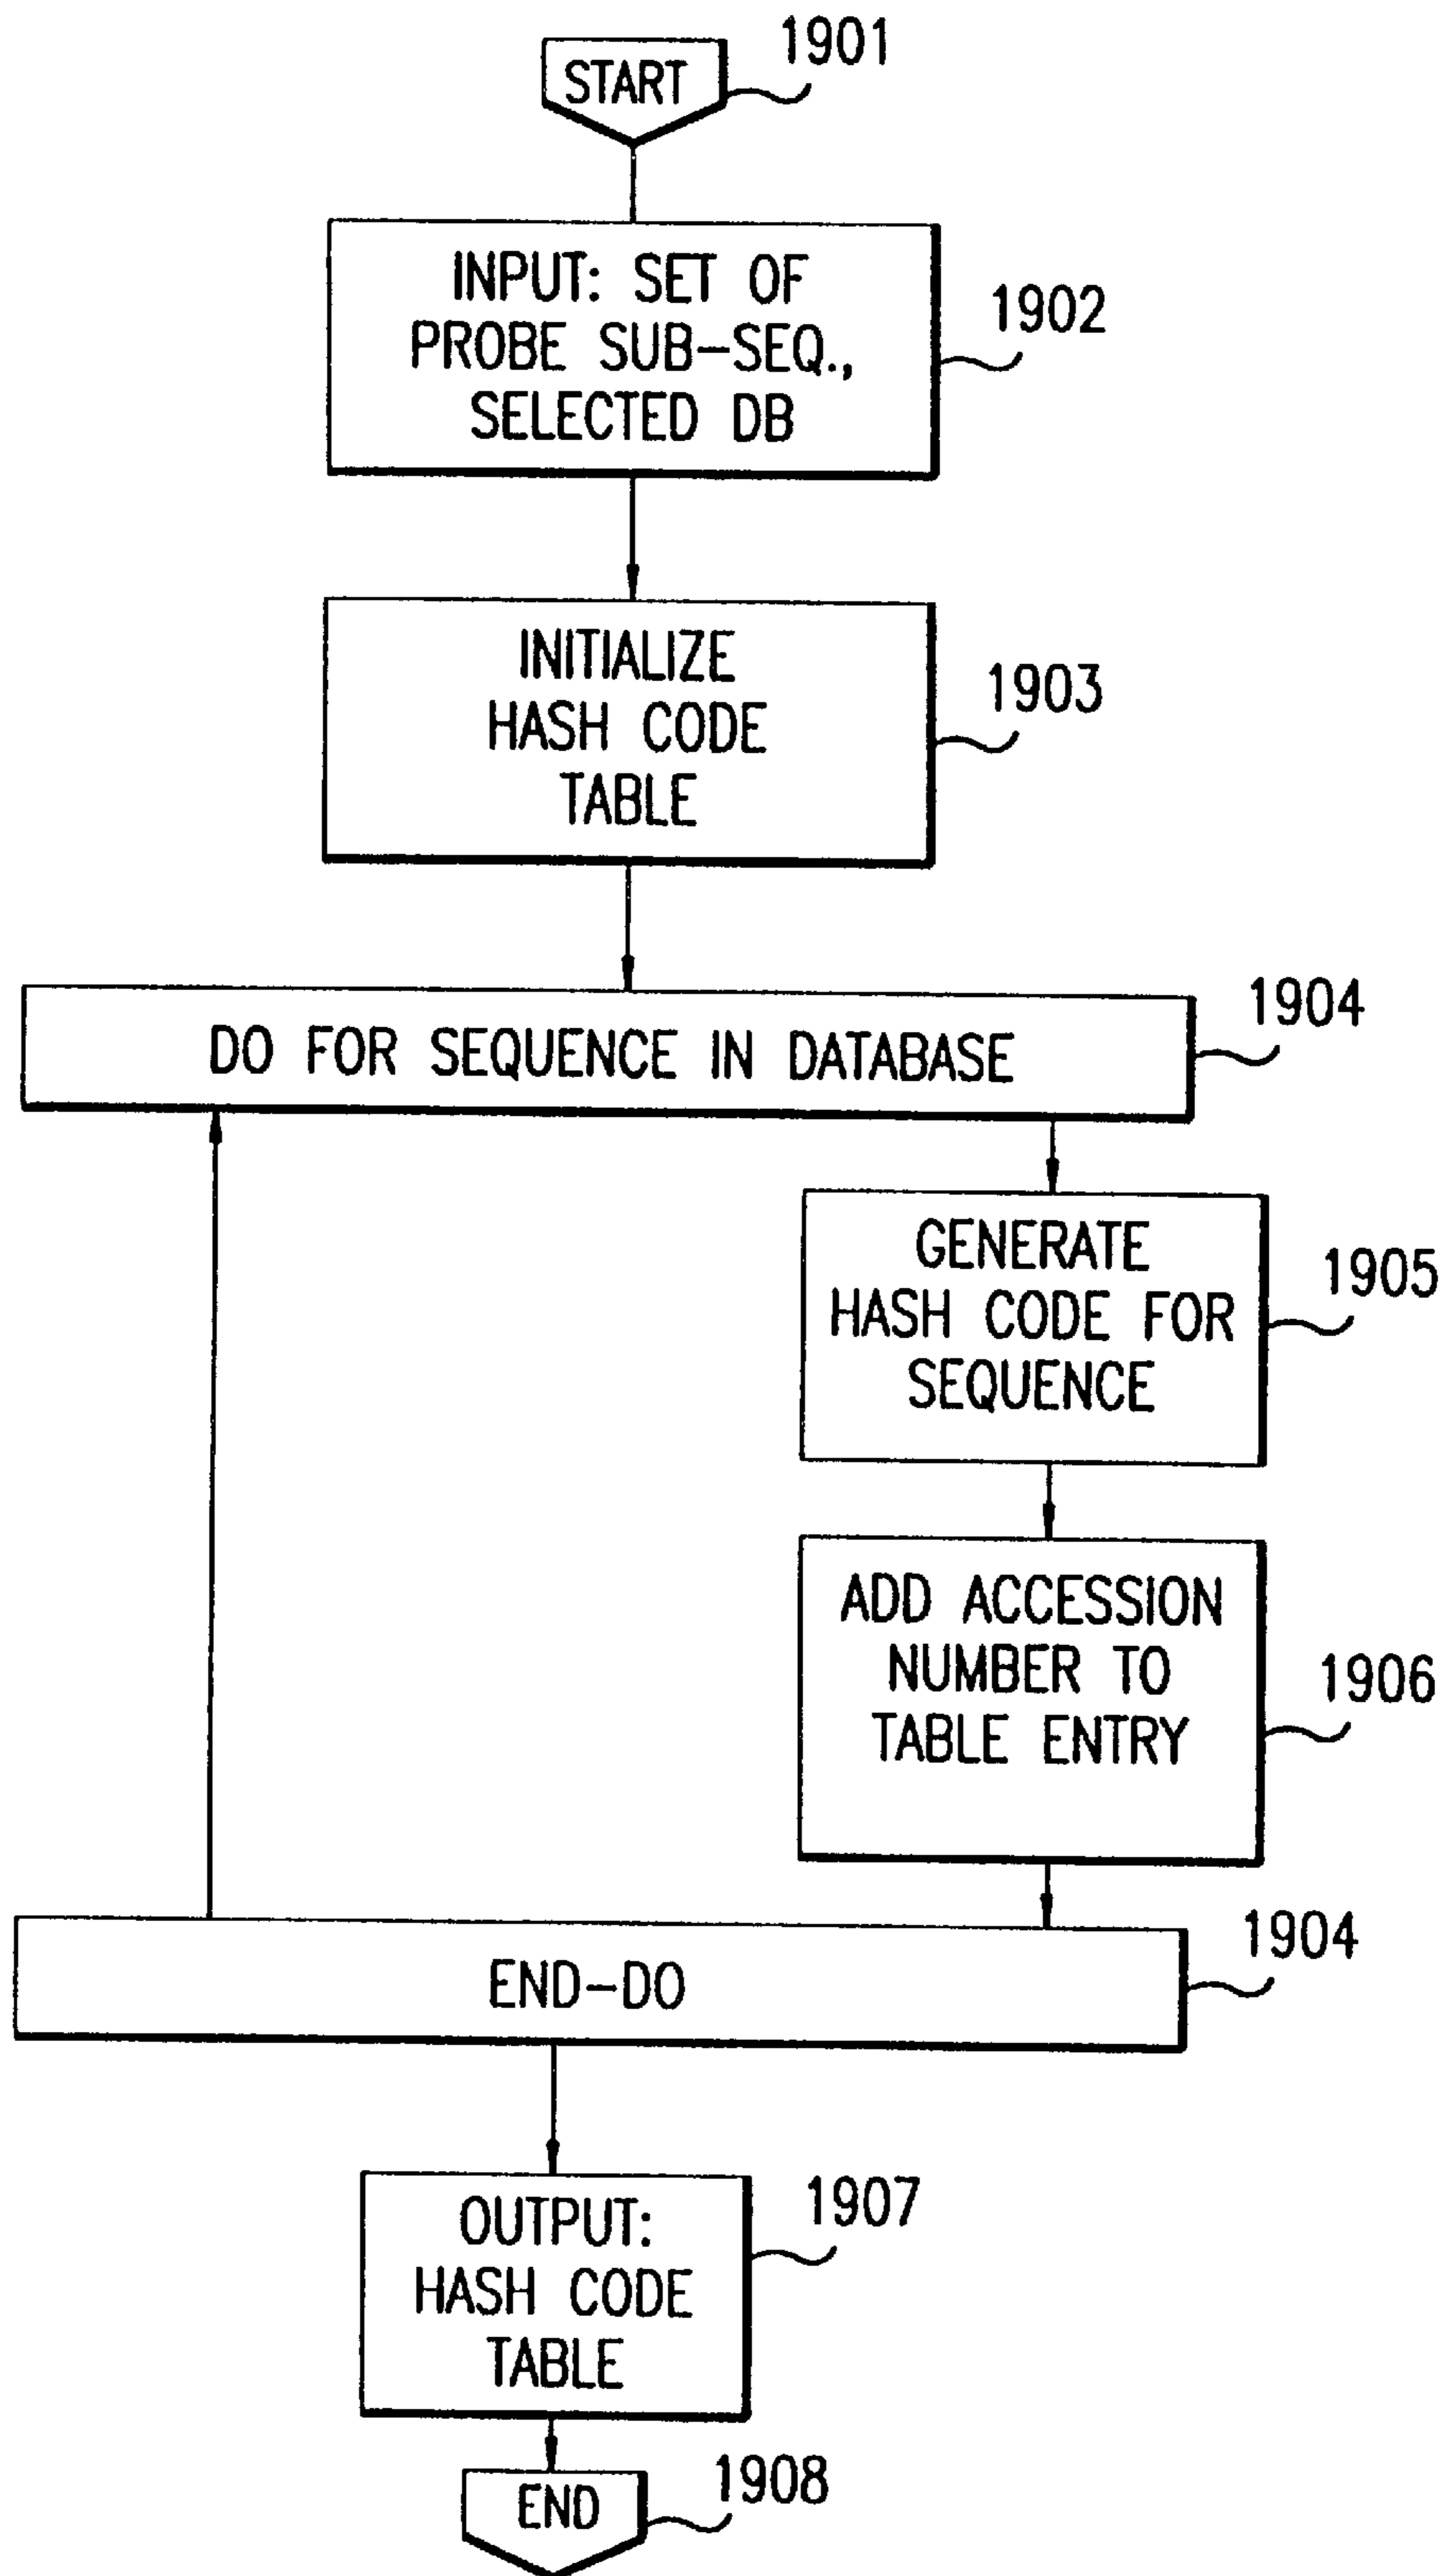 START
1901
INPUT: SET OF
PROBE SUB-SEQ.,
SELECTED DB
1902
INITIALIZE
HASH CODE
TABLE
1903
DO FOR SEQUENCE IN DATABASE
1904
GENERATE
HASH CODE FOR
SEQUENCE
1905
ADD ACCESSION
NUMBER TO
TABLE ENTRY
1906
END-DO
1904
OUTPUT:
HASH CODE
TABLE
1907
END
1908